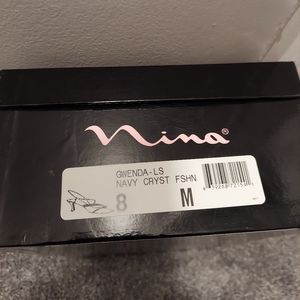 Nina®
GWENDA-LS
NAVY CRYST FSHN
8 M